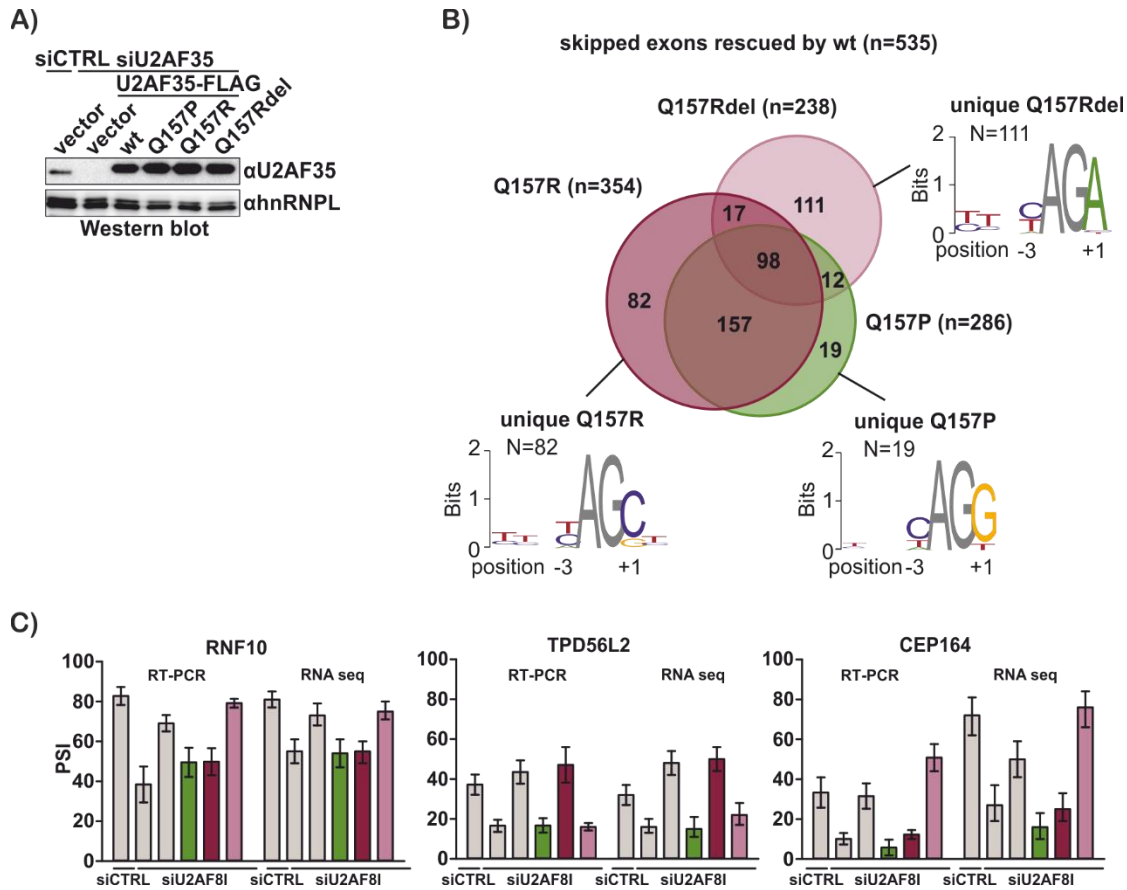 A)
siCTRL siU2AF35
U2AF35-FLAG
vector
vector
wt
Q157P
Q157R
Q157Rdel
αU2AF35
αhnRNPL
Western blot
B)
skipped exons rescued by wt (n=535)
Q157Rdel (n=238)
unique Q157Rdel
N=111
2
1
0
Bits
T T C T AGA
position -3 +1
Q157R (n=354)
17
111
98
12
82
157
19
Q157P (n=286)
unique Q157R
N=82
2
1
0
Bits
T T T C AGC G T
position -3 +1
unique Q157P
N=19
2
1
0
Bits
C T AGG T
position -3 +1
C)
RNF10
RT-PCR RNA seq
100
80
60
40
20
0
PSI
siCTRL siU2AF8I siCTRL siU2AF8I
TPD56L2
RT-PCR RNA seq
100
80
60
40
20
0
siCTRL siU2AF8I siCTRL siU2AF8I
CEP164
RT-PCR RNA seq
100
80
60
40
20
0
siCTRL siU2AF8I siCTRL siU2AF8I